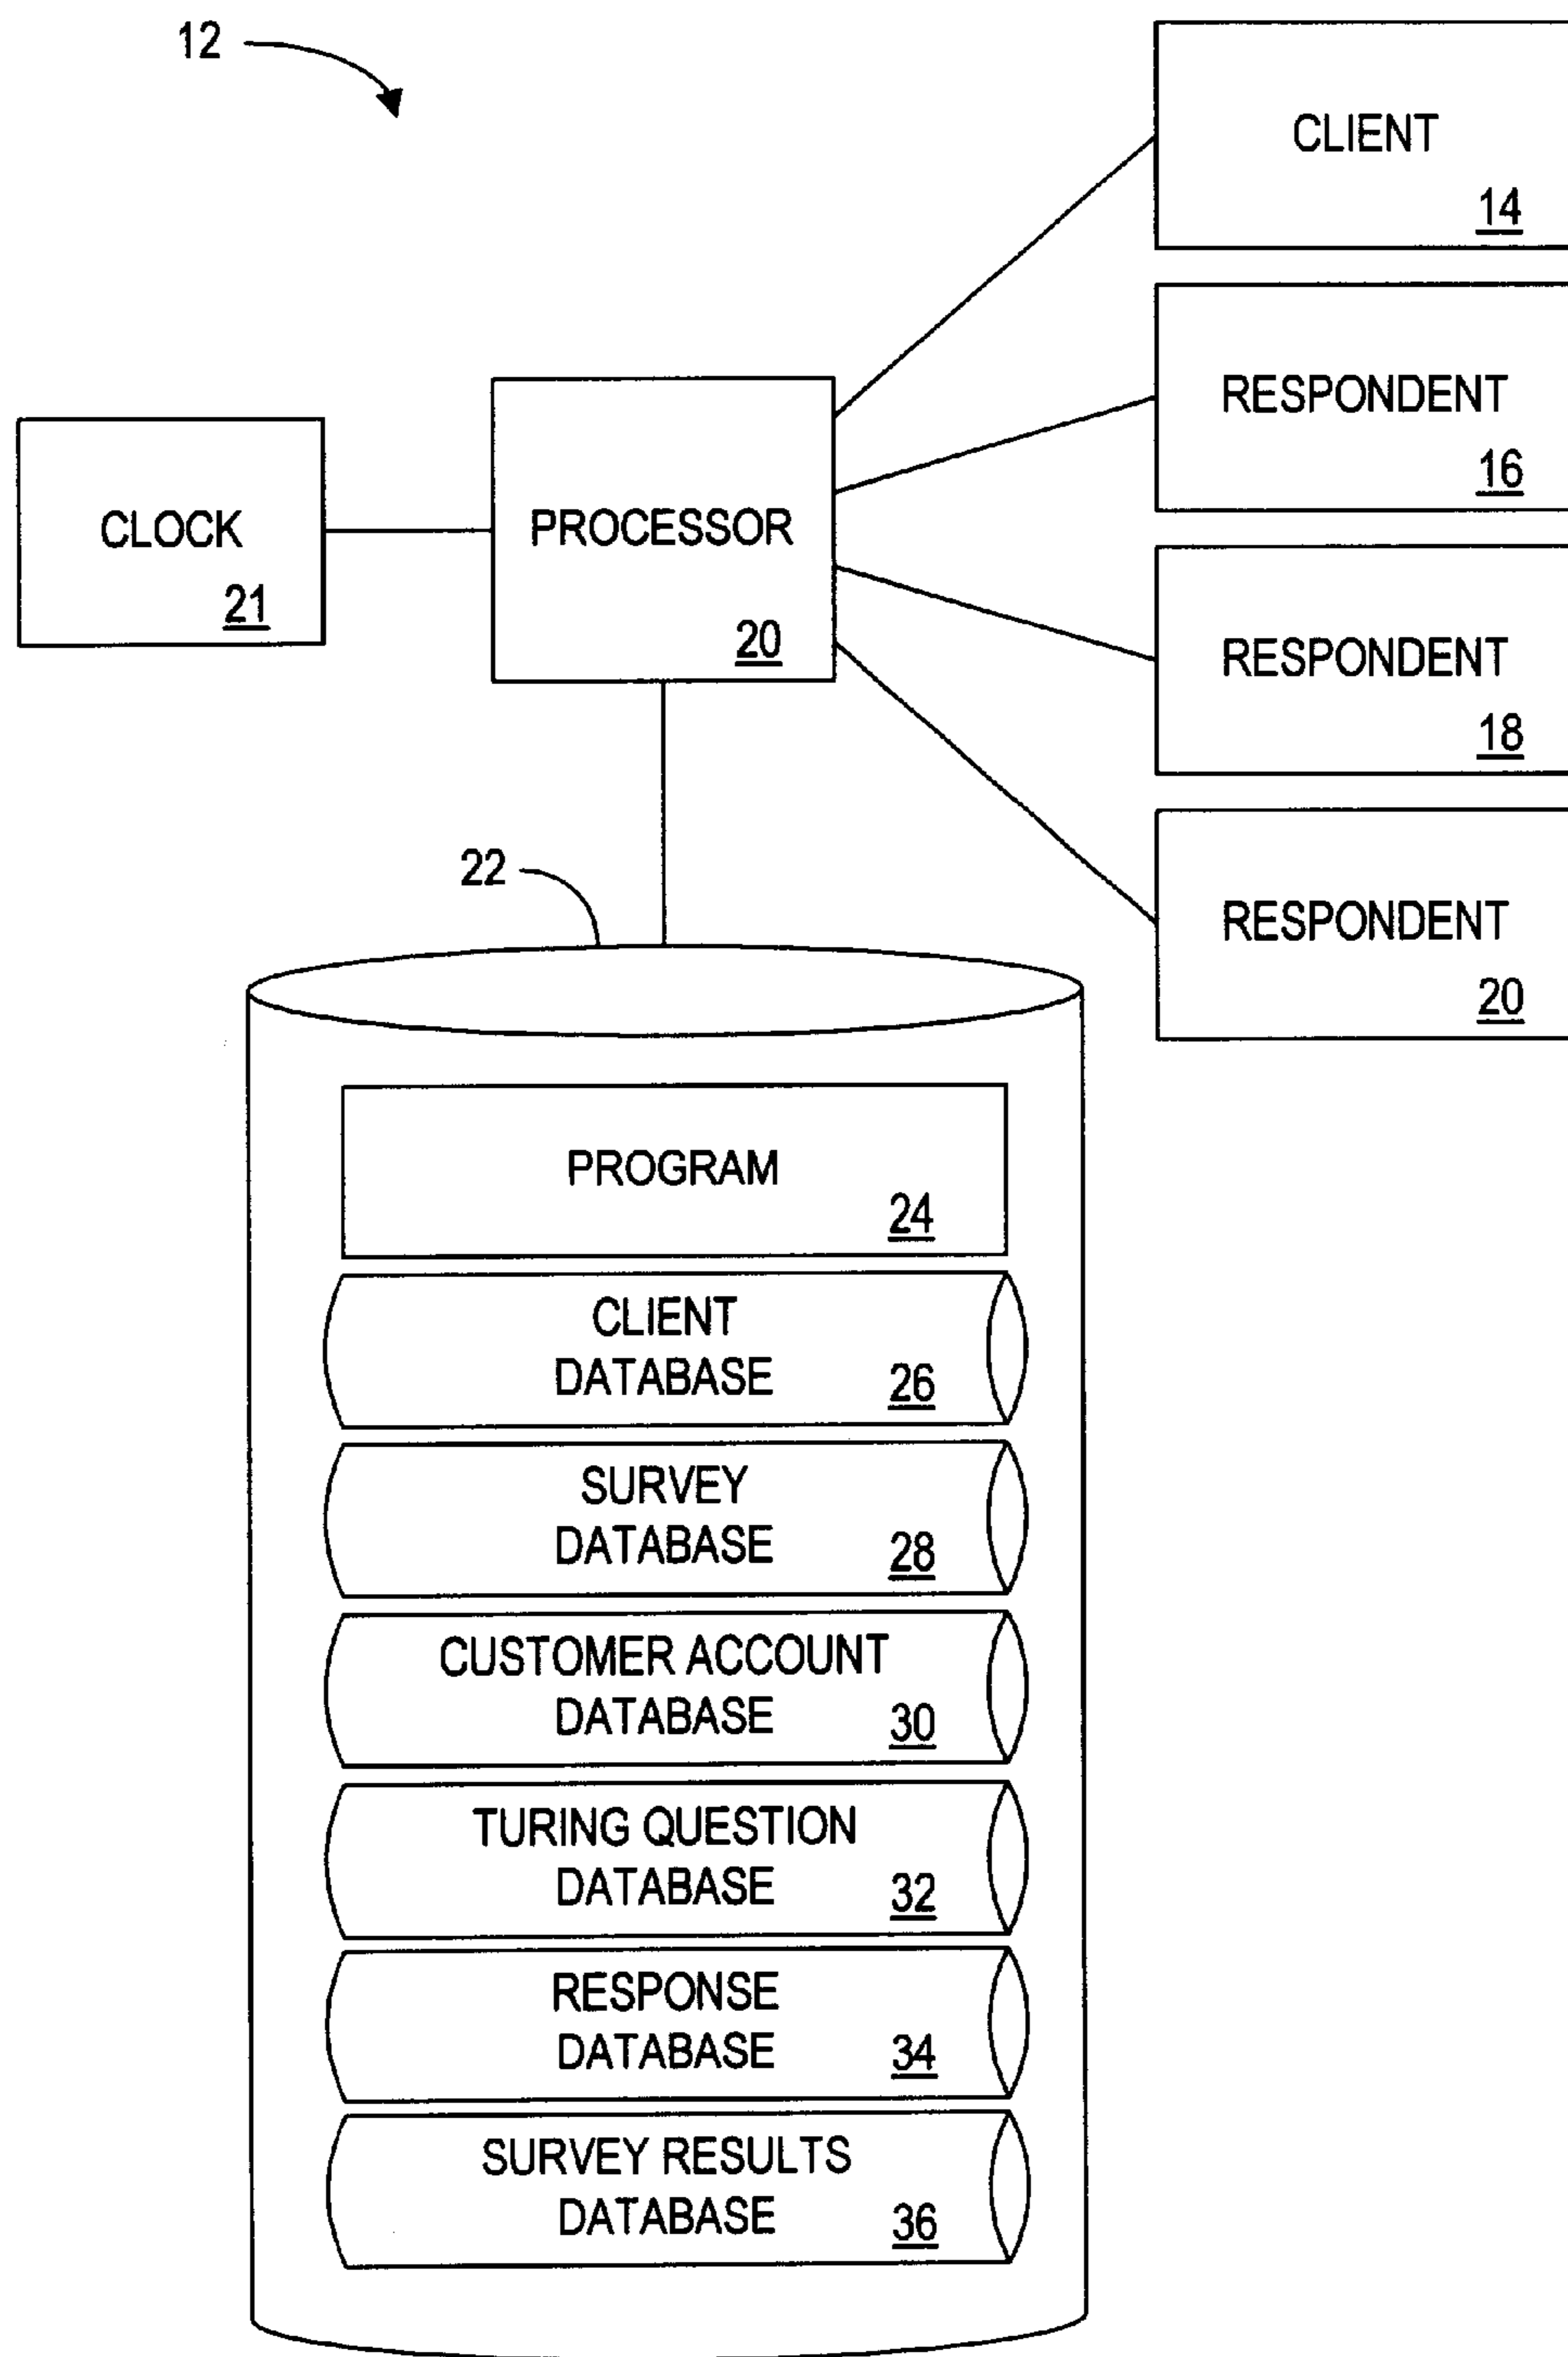 12
CLIENT
14
RESPONDENT
16
CLOCK
21
PROCESSOR
20
RESPONDENT
18
RESPONDENT
20
22
PROGRAM
24
CLIENT
DATABASE 26
SURVEY
DATABASE 28
CUSTOMER ACCOUNT
DATABASE 30
TURING QUESTION
DATABASE 32
RESPONSE
DATABASE 34
SURVEY RESULTS
DATABASE 36